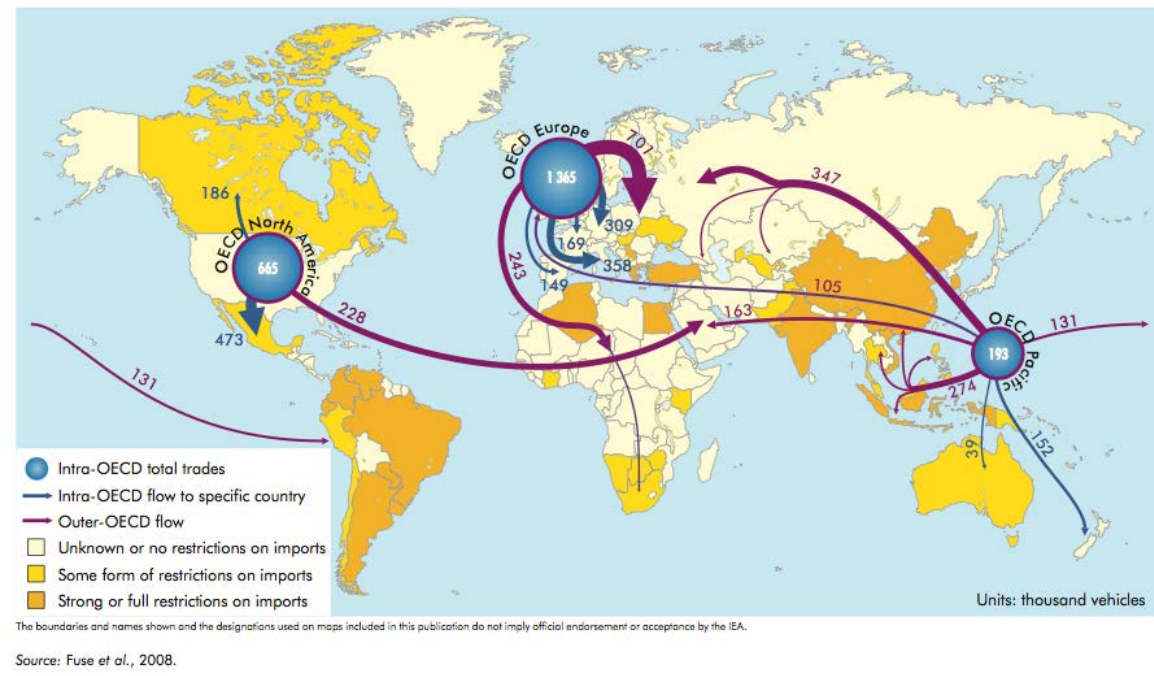 OECD Europe
1 365
701
347
186
309
OECD North America
169
665
243
358
149
105
228
163
OECD Pacific
131
473
193
131
274
39
152
Intra-OECD total trades
Intra-OECD flow to specific country
Outer-OECD flow
Unknown or no restrictions on imports
Some form of restrictions on imports
Strong or full restrictions on imports
Units: thousand vehicles
The boundaries and names shown and the designations used on maps included in this publication do not imply official endorsement or acceptance by the IEA.
Source: Fuse et al., 2008.